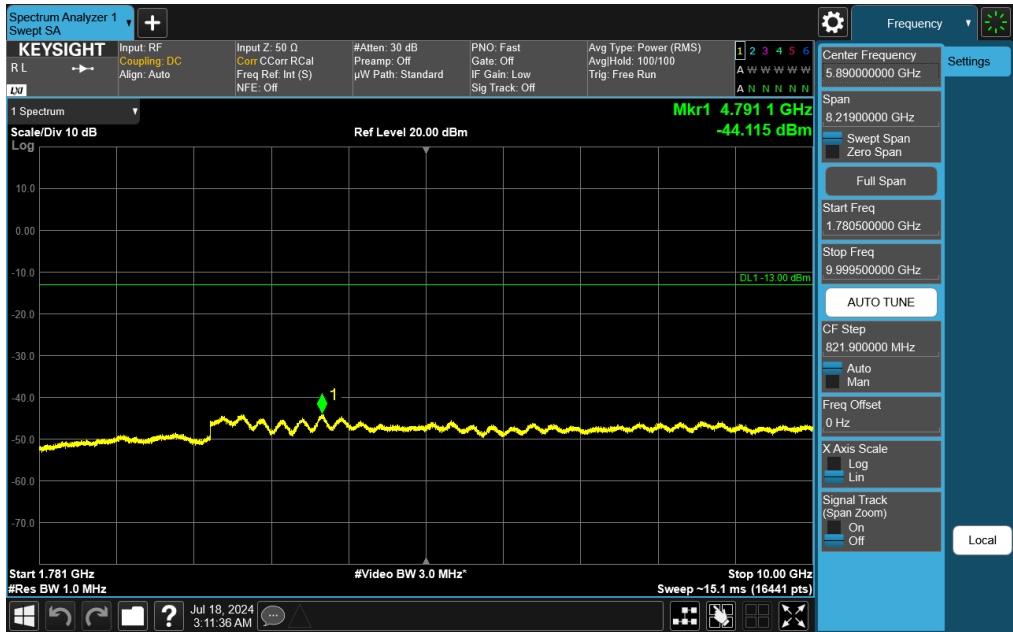 Spectrum Analyzer 1
Swept SA
Frequency
KEYSIGHT
R L
LXI
Input: RF
Coupling: DC
Align: Auto
Input Z: 50 Ω
Corr CCorr RCal
Freq Ref: Int (S)
NFE: Off
#Atten: 30 dB
Preamp: Off
µW Path: Standard
PNO: Fast
Gate: Off
IF Gain: Low
Sig Track: Off
Avg Type: Power (RMS)
Avg|Hold: 100/100
Trig: Free Run
1 2 3 4 5 6
A W W W W W
A N N N N N
1 Spectrum
Scale/Div 10 dB
Log
Ref Level 20.00 dBm
Mkr1 4.791 1 GHz
-44.115 dBm
10.0
0.00
-10.0
DL1 -13.00 dBm
-20.0
-30.0
-40.0
1
-50.0
-60.0
-70.0
Start 1.781 GHz
#Res BW 1.0 MHz
#Video BW 3.0 MHz*
Stop 10.00 GHz
Sweep ~15.1 ms (16441 pts)
Center Frequency
5.890000000 GHz
Span
8.21900000 GHz
Swept Span
Zero Span
Full Span
Start Freq
1.780500000 GHz
Stop Freq
9.999500000 GHz
AUTO TUNE
CF Step
821.900000 MHz
Auto
Man
Freq Offset
0 Hz
X Axis Scale
Log
Lin
Signal Track
(Span Zoom)
On
Off
Settings
Local
?
Jul 18, 2024
3:11:36 AM